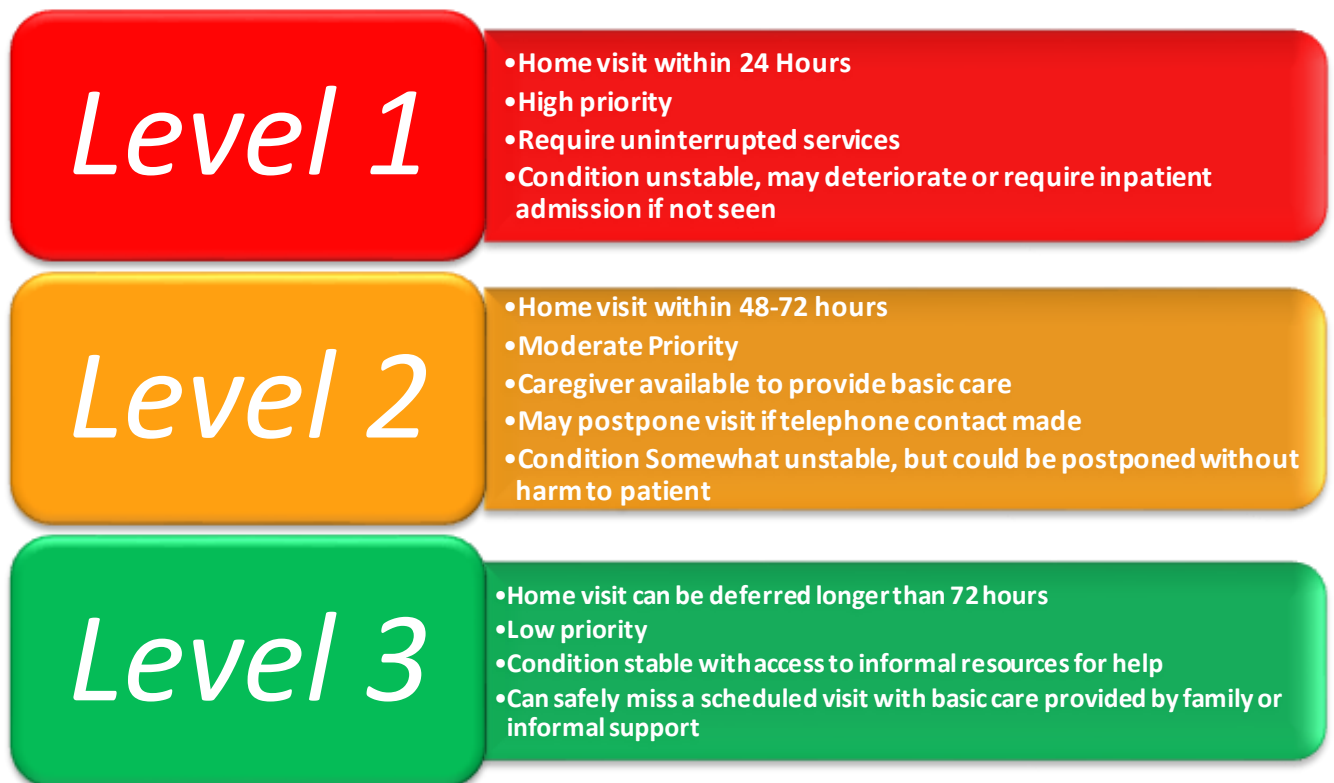 Level 1
•Home visit within 24 Hours
•High priority
•Require uninterrupted services
•Condition unstable, may deteriorate or require inpatient
admission if not seen
Level 2
•Home visit within 48-72 hours
•Moderate Priority
•Caregiver available to provide basic care
•May postpone visit if telephone contact made
•Condition Somewhat unstable, but could be postponed without
harm to patient
Level 3
•Home visit can be deferred longer than 72 hours
•Low priority
•Condition stable with access to informal resources for help
•Can safely miss a scheduled visit with basic care provided by family or
informal support